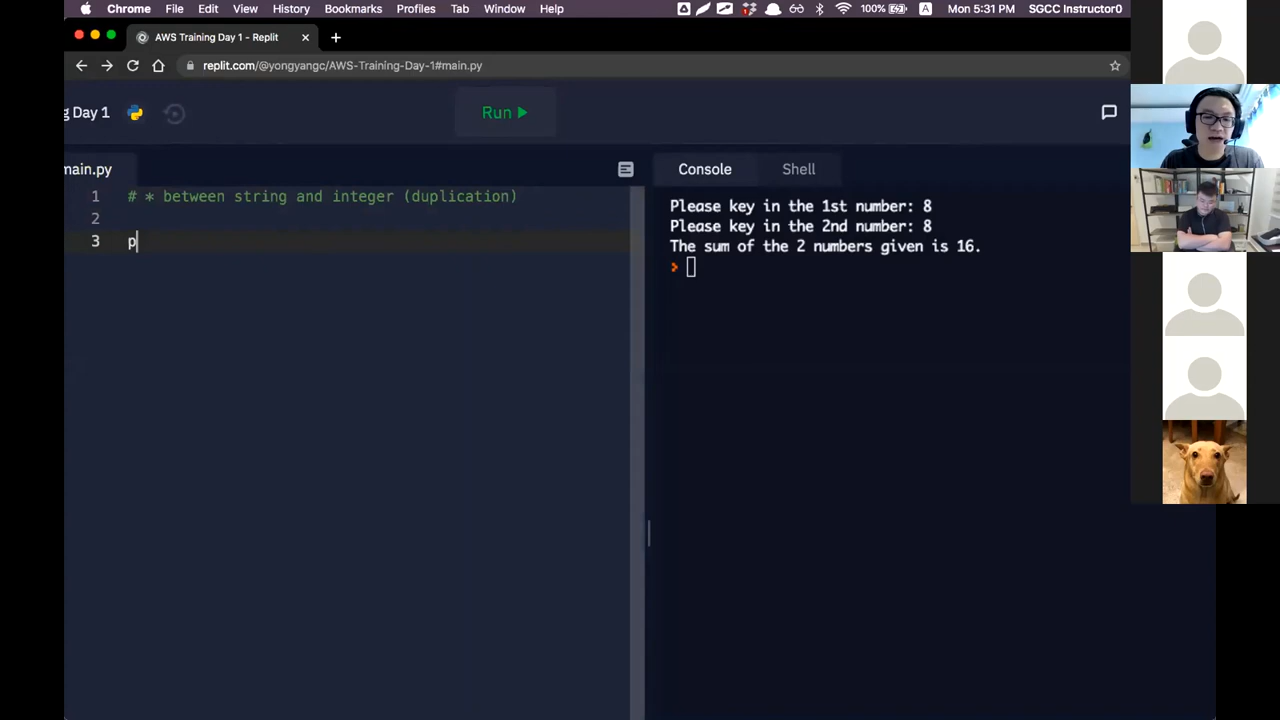 Chrome File Edit View History Bookmarks Profiles Tab Window Help 100% A Mon 5:31 PM SGCC Instructor0
AWS Training Day 1 - Replit
replit.com/@yongyangc/AWS-Training-Day-1#main.py
g Day 1
Run
main.py
Console Shell
1 # * between string and integer (duplication)
2
3 p
Please key in the 1st number: 8
Please key in the 2nd number: 8
The sum of the 2 numbers given is 16.